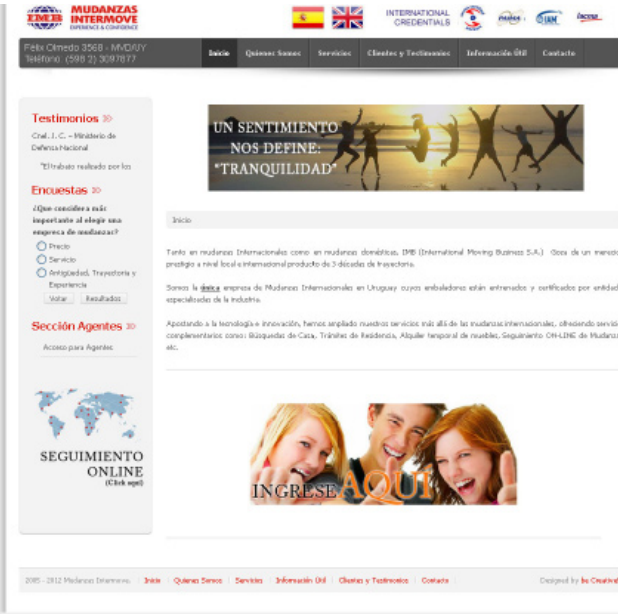 IMB
MUDANZAS
INTERMOVE
EXPERIENCE & CONFIDENCE
INTERNATIONAL
CREDENTIALS
IAM
lacma
Félix Olmedo 3568 - MVD/UY
Teléfono: (598 2) 3097877
Inicio Quienes Somos Servicios Clientes y Testimonios Información Útil Contacto
Testimonios
Cnel. J. C. – Ministerio de
Defensa Nacional
"El trabajo realizado por los
Encuestas
¿Que considera más
importante al elegir una
empresa de mudanzas?
Precio
Servicio
Antigüedad, Trayectoria y
Experiencia
Votar Resultados
Sección Agentes
Acceso para Agentes
SEGUIMIENTO
ONLINE
(Click aquí)
UN SENTIMIENTO
NOS DEFINE:
"TRANQUILIDAD"
Inicio
Tanto en mudanzas Internacionales como en mudanzas domésticas, IMB (International Moving Business S.A.) Goza de un mereci
prestigio a nivel local e internacional producto de 3 décadas de trayectoria.
Somos la única empresa de Mudanzas Internacionales en Uruguay cuyos embaladores están entrenados y certificados por entidad
especializadas de la industria.
Apostando a la tecnología e innovación, hemos ampliado nuestros servicios más allá de las mudanzas internacionales, ofreciendo servici
complementarios como: Búsquedas de Casa, Trámites de Residencia, Alquiler temporal de muebles, Seguimiento ON-LINE de Mudanza
etc.
INGRESE AQUÍ
2005 - 2012 Mudanzas Intermove. Inicio Quienes Somos Servicios Información Útil Clientes y Testimonios Contacto Designed by be Creative